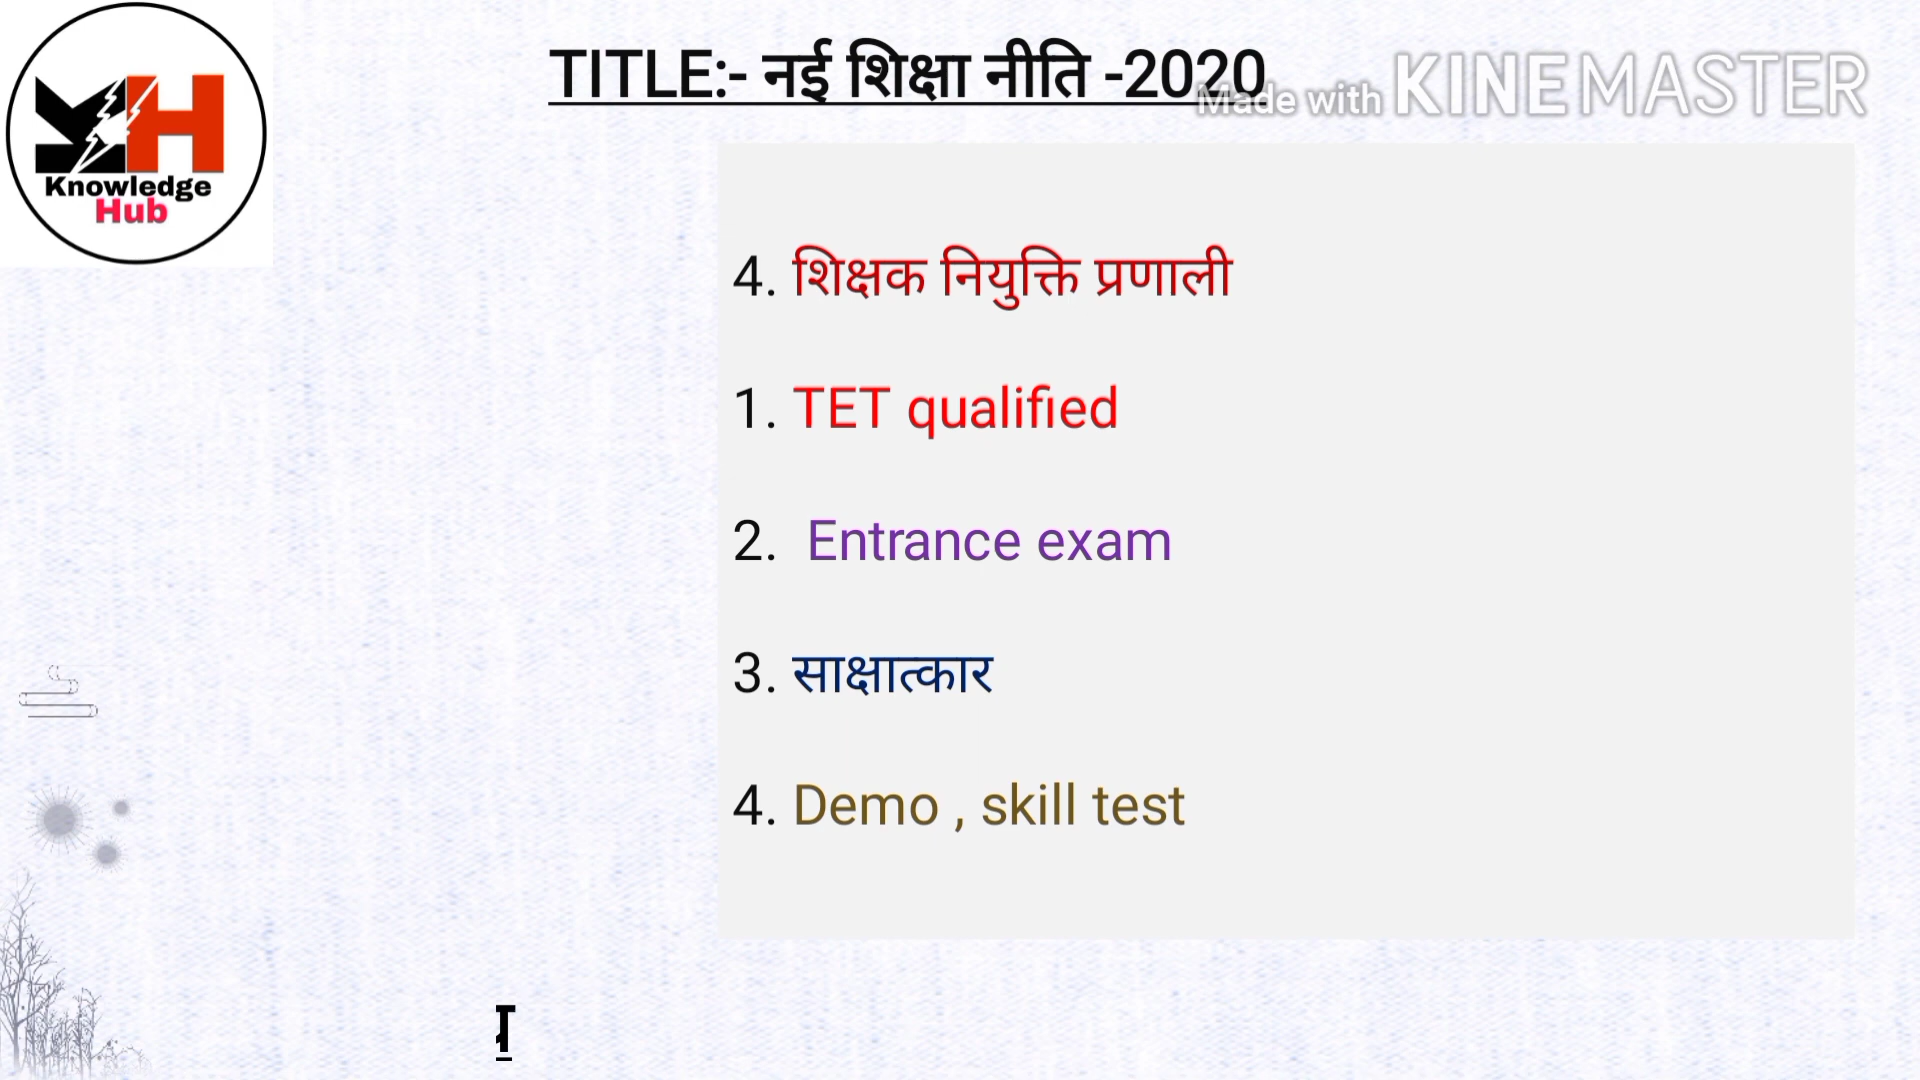 TITLE:- नई शिक्षा नीति -2020
Made with KINEMASTER
KH
Knowledge
Hub
4. शिक्षक नियुक्ति प्रणाली
1. TET qualified
2. Entrance exam
3. साक्षात्कार
4. Demo , skill test